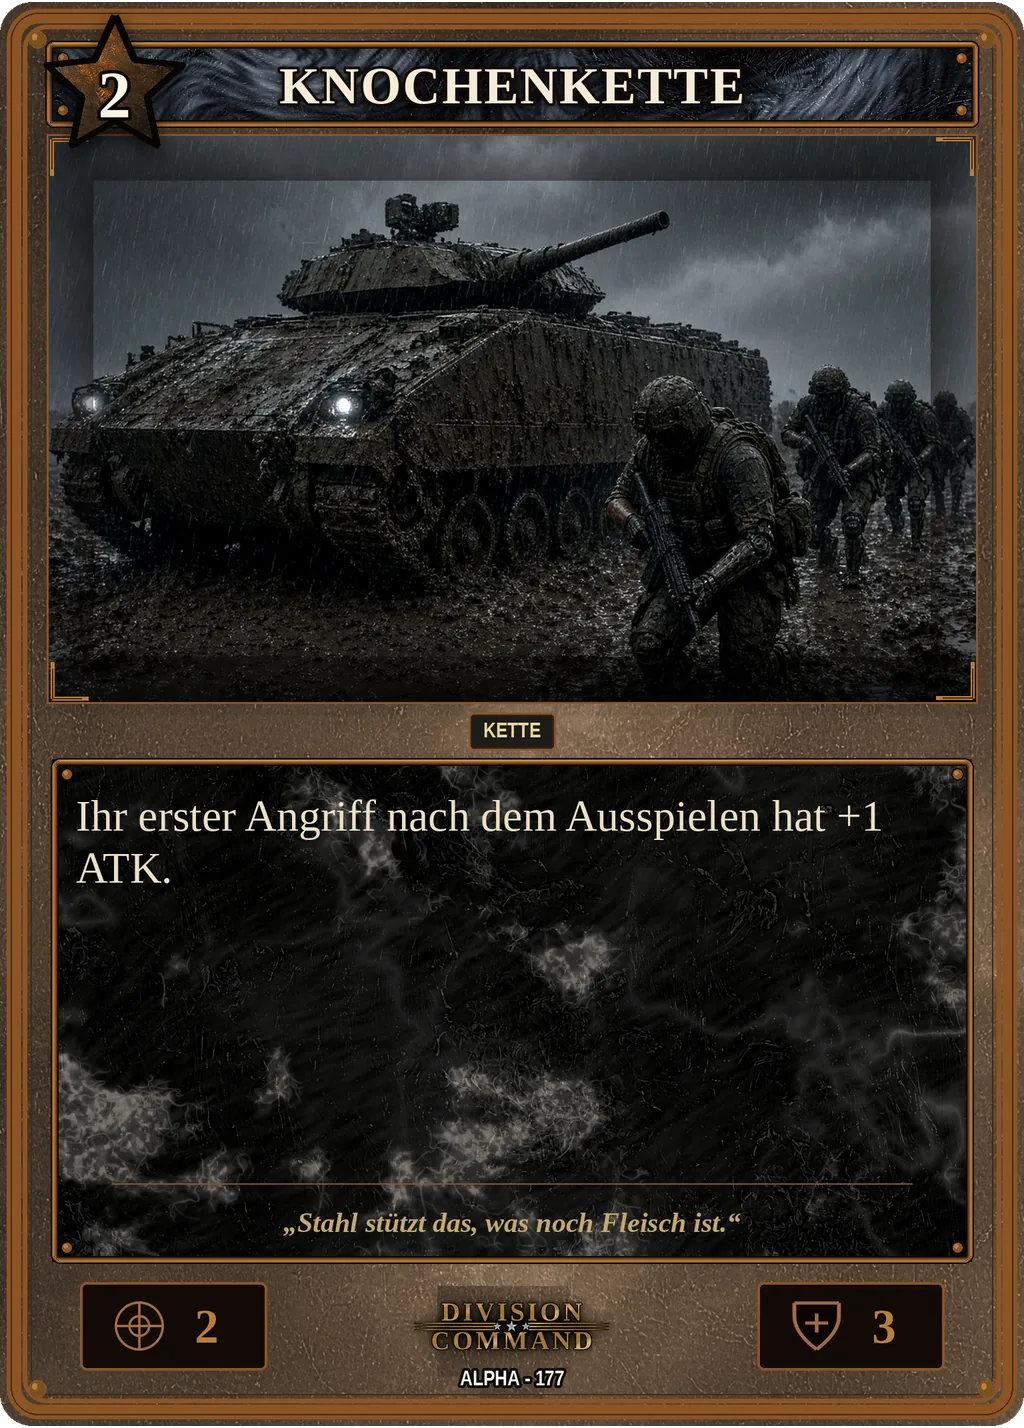 2
KNOCHENKETTE
KETTE
Ihr erster Angriff nach dem Ausspielen hat +1
ATK.
„Stahl stützt das, was noch Fleisch ist.“
2
DIVISION
COMMAND
ALPHA - 177
3